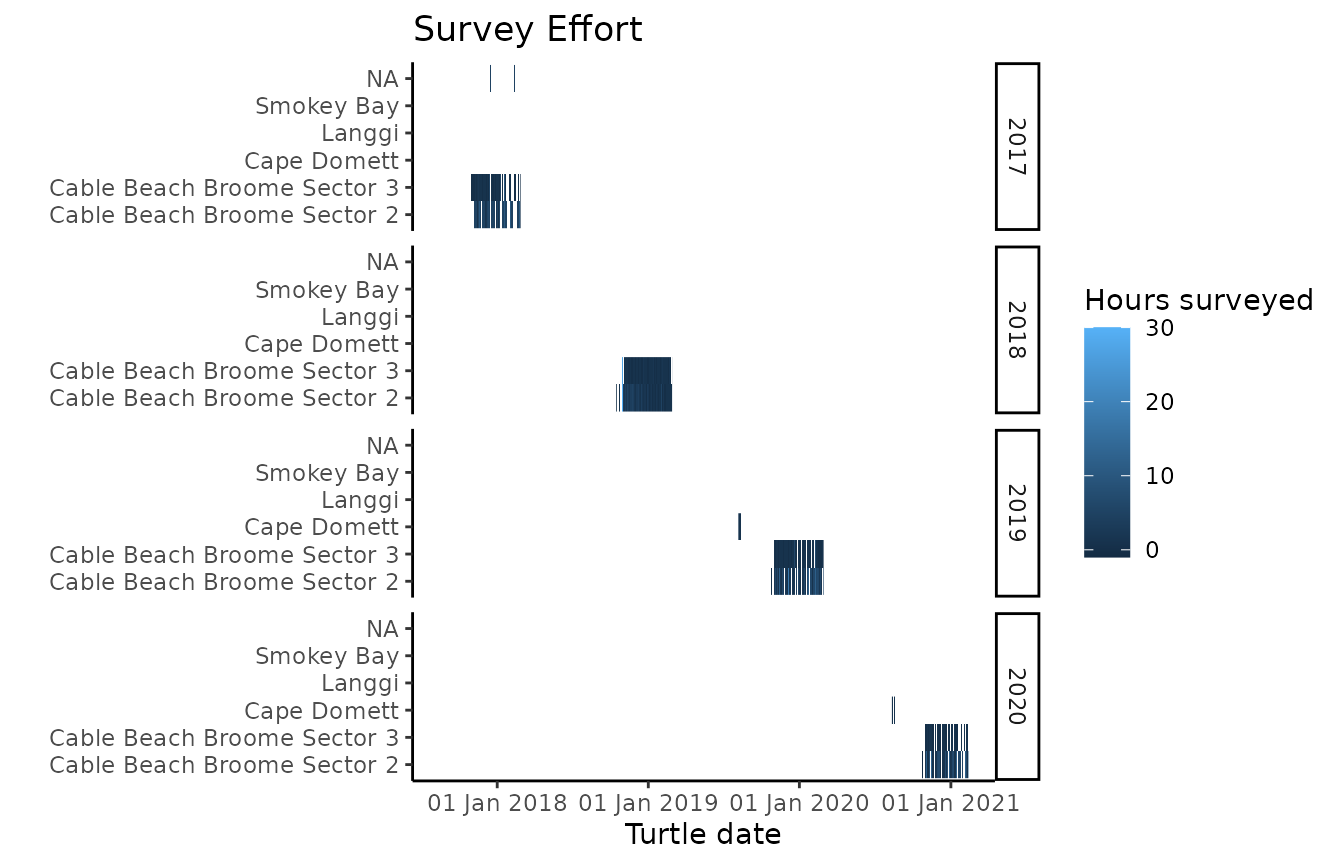 Survey Effort
NA
Smokey Bay
Langgi
Cape Domett
Cable Beach Broome Sector 3
Cable Beach Broome Sector 2
2017
NA
Smokey Bay
Langgi
Cape Domett
Cable Beach Broome Sector 3
Cable Beach Broome Sector 2
2018
NA
Smokey Bay
Langgi
Cape Domett
Cable Beach Broome Sector 3
Cable Beach Broome Sector 2
2019
NA
Smokey Bay
Langgi
Cape Domett
Cable Beach Broome Sector 3
Cable Beach Broome Sector 2
2020
01 Jan 2018 01 Jan 2019 01 Jan 2020 01 Jan 2021
Turtle date
Hours surveyed
30
20
10
0